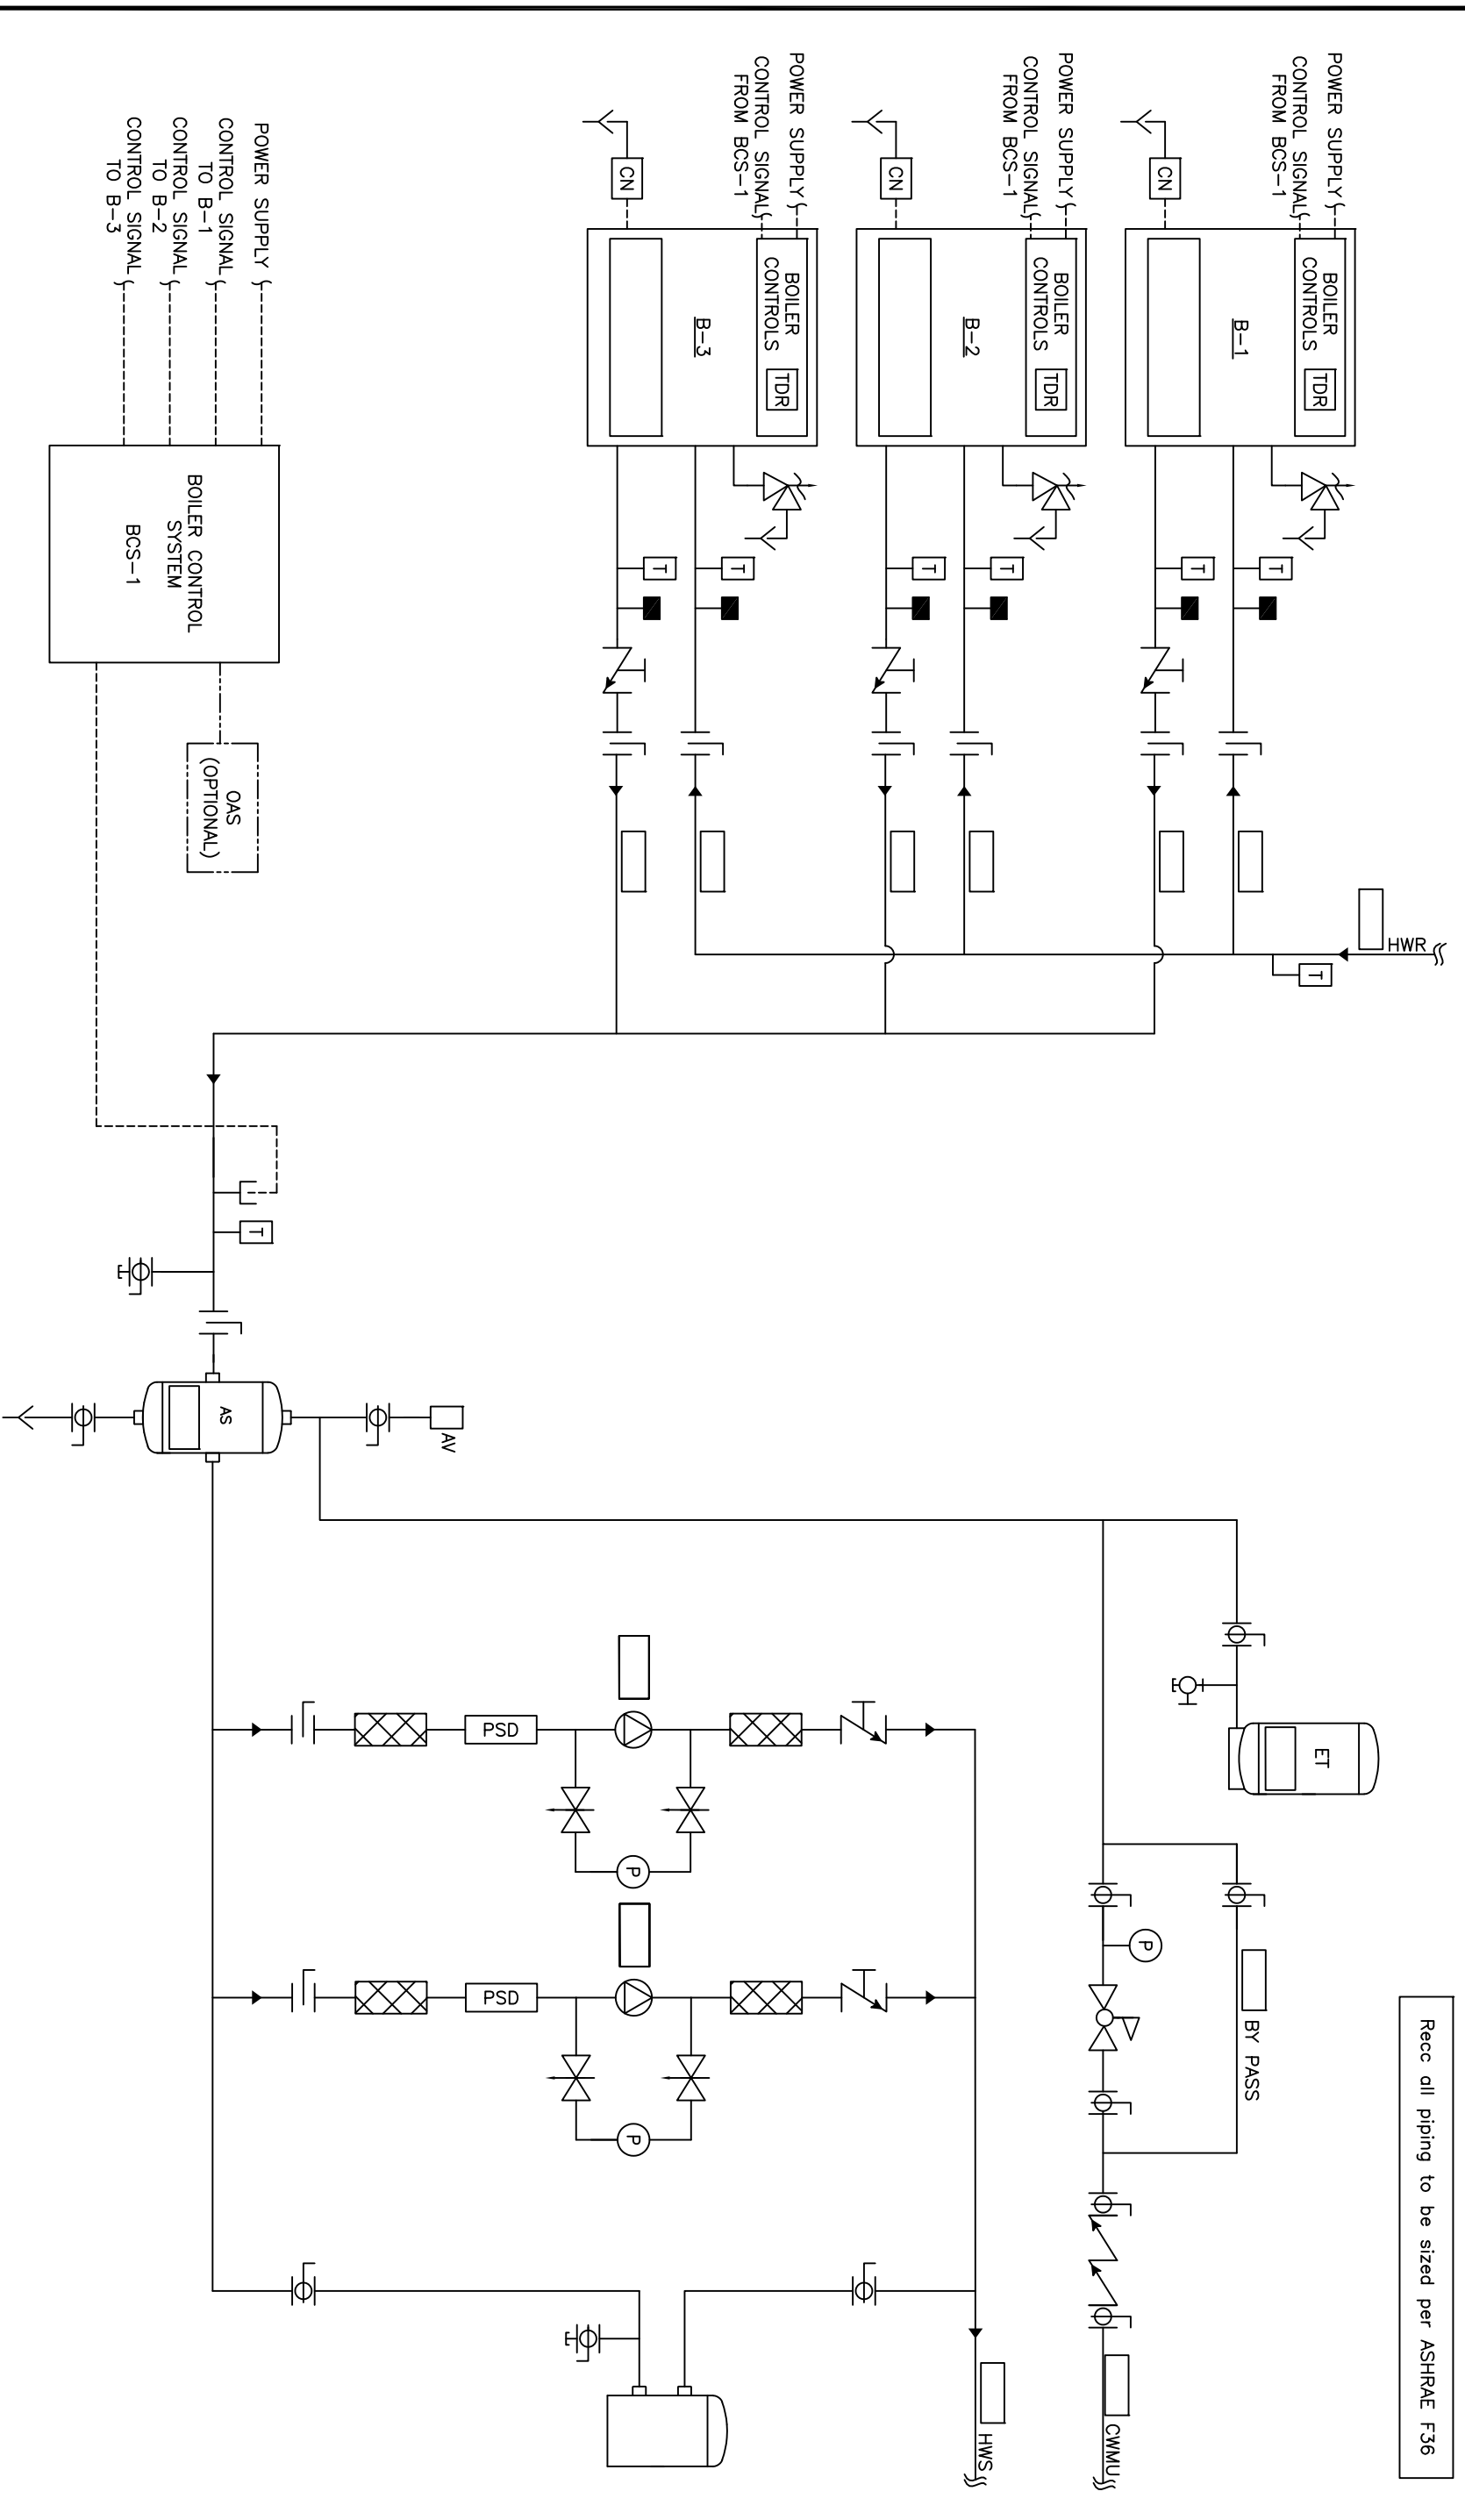 POWER SUPPLY
CONTROL SIGNAL
FROM BCS-1
CN
BOILER
CONTROLS
TDR
B-1
T
T
POWER SUPPLY
CONTROL SIGNAL
FROM BCS-1
CN
BOILER
CONTROLS
TDR
B-2
T
T
POWER SUPPLY
CONTROL SIGNAL
FROM BCS-1
CN
BOILER
CONTROLS
TDR
B-3
T
T
POWER SUPPLY
CONTROL SIGNAL
TO B-1
CONTROL SIGNAL
TO B-2
CONTROL SIGNAL
TO B-3
BOILER CONTROL
SYSTEM
BCS-1
OAS
(OPTIONAL)
HWR
T
T
AS
AV
ET
PSD
P
PSD
P
P
BY PASS
CWMU
HWS
Recc all piping to be sized per ASHRAE F36